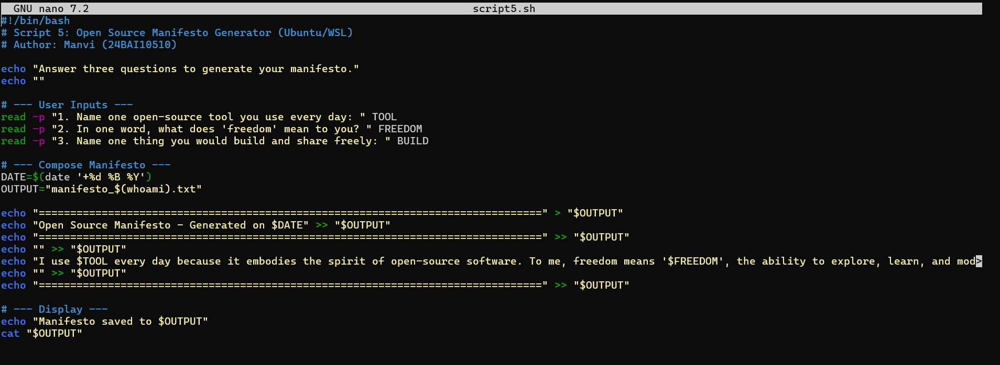 GNU nano 7.2 script5.sh
#!/bin/bash
# Script 5: Open Source Manifesto Generator (Ubuntu/WSL)
# Author: Manvi (24BAI10510)
echo "Answer three questions to generate your manifesto."
echo ""
# --- User Inputs ---
read -p "1. Name one open-source tool you use every day: " TOOL
read -p "2. In one word, what does 'freedom' mean to you? " FREEDOM
read -p "3. Name one thing you would build and share freely: " BUILD
# --- Compose Manifesto ---
DATE=$(date '+%d %B %Y')
OUTPUT="manifesto_$(whoami).txt"
echo "================================================================================" > "$OUTPUT"
echo "Open Source Manifesto - Generated on $DATE" >> "$OUTPUT"
echo "================================================================================" >> "$OUTPUT"
echo "" >> "$OUTPUT"
echo "I use $TOOL every day because it embodies the spirit of open-source software. To me, freedom means '$FREEDOM', the ability to explore, learn, and mod>
echo "" >> "$OUTPUT"
echo "================================================================================" >> "$OUTPUT"
# --- Display ---
echo "Manifesto saved to $OUTPUT"
cat "$OUTPUT"